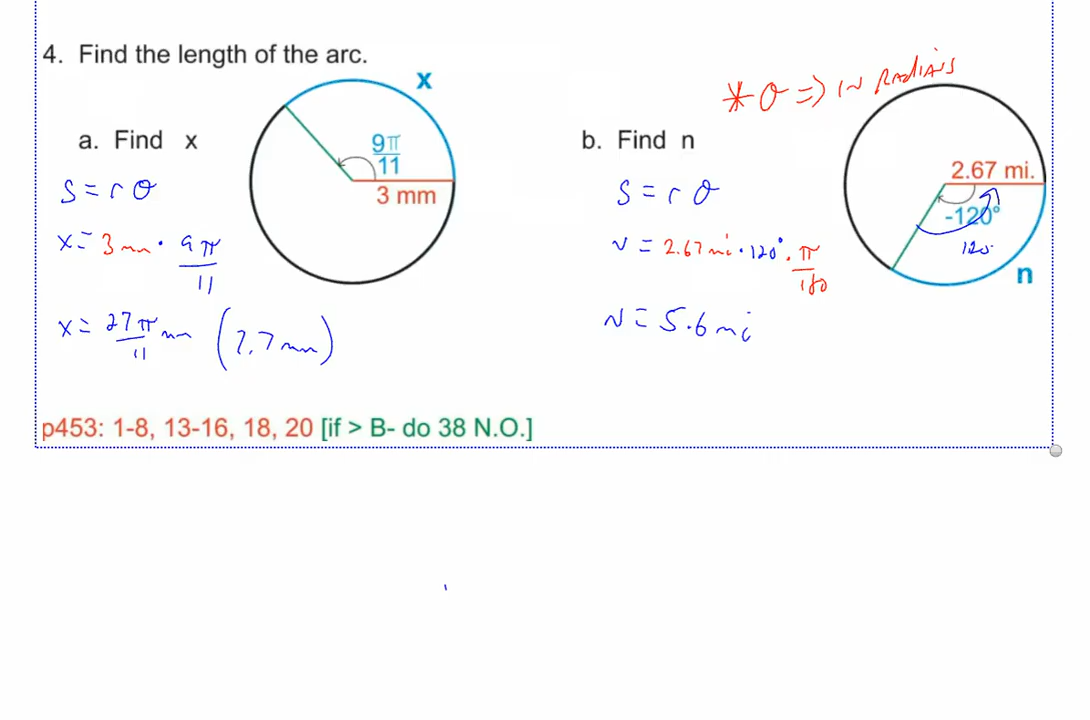 4. Find the length of the arc.
* θ => IN RADIANS
x
a. Find x
9π/11
3 mm
b. Find n
2.67 mi.
-120°
120°
n
S = r θ
x = 3 mm · 9π/11
x = 27π/11 mm (7.7 mm)
S = r θ
N = 2.67 mi · 120° · π/180
N = 5.6 mi
p453: 1-8, 13-16, 18, 20 [if > B- do 38 N.O.]